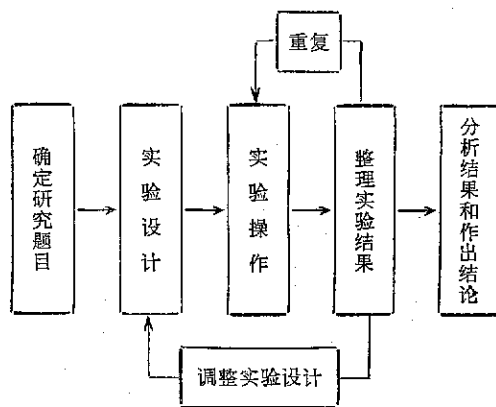 重复
确定研究题目
实验设计
实验操作
整理实验结果
分析结果和作出结论
调整实验设计